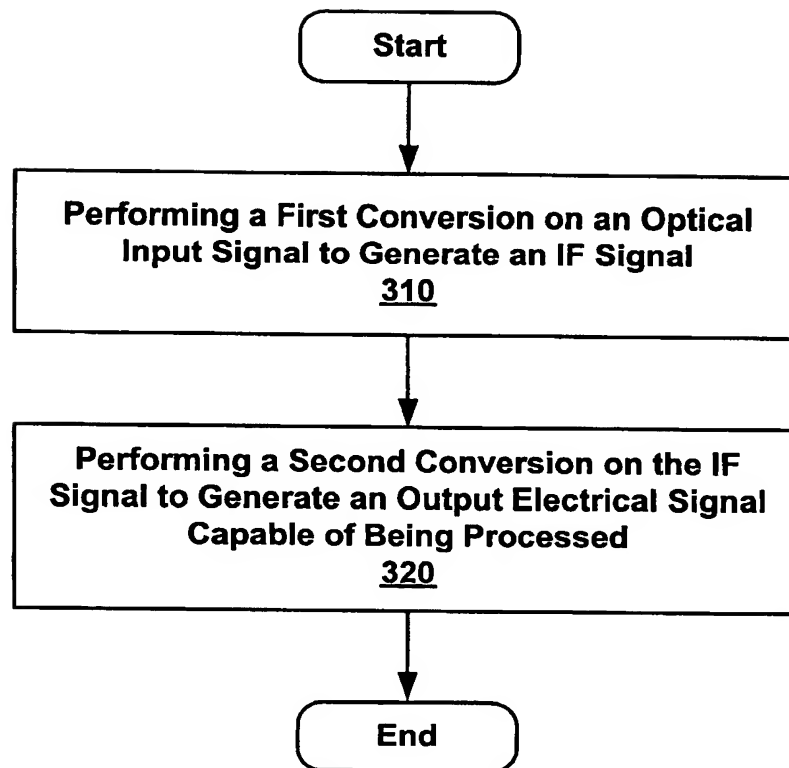 Start
Performing a First Conversion on an Optical
Input Signal to Generate an IF Signal
310
Performing a Second Conversion on the IF
Signal to Generate an Output Electrical Signal
Capable of Being Processed
320
End